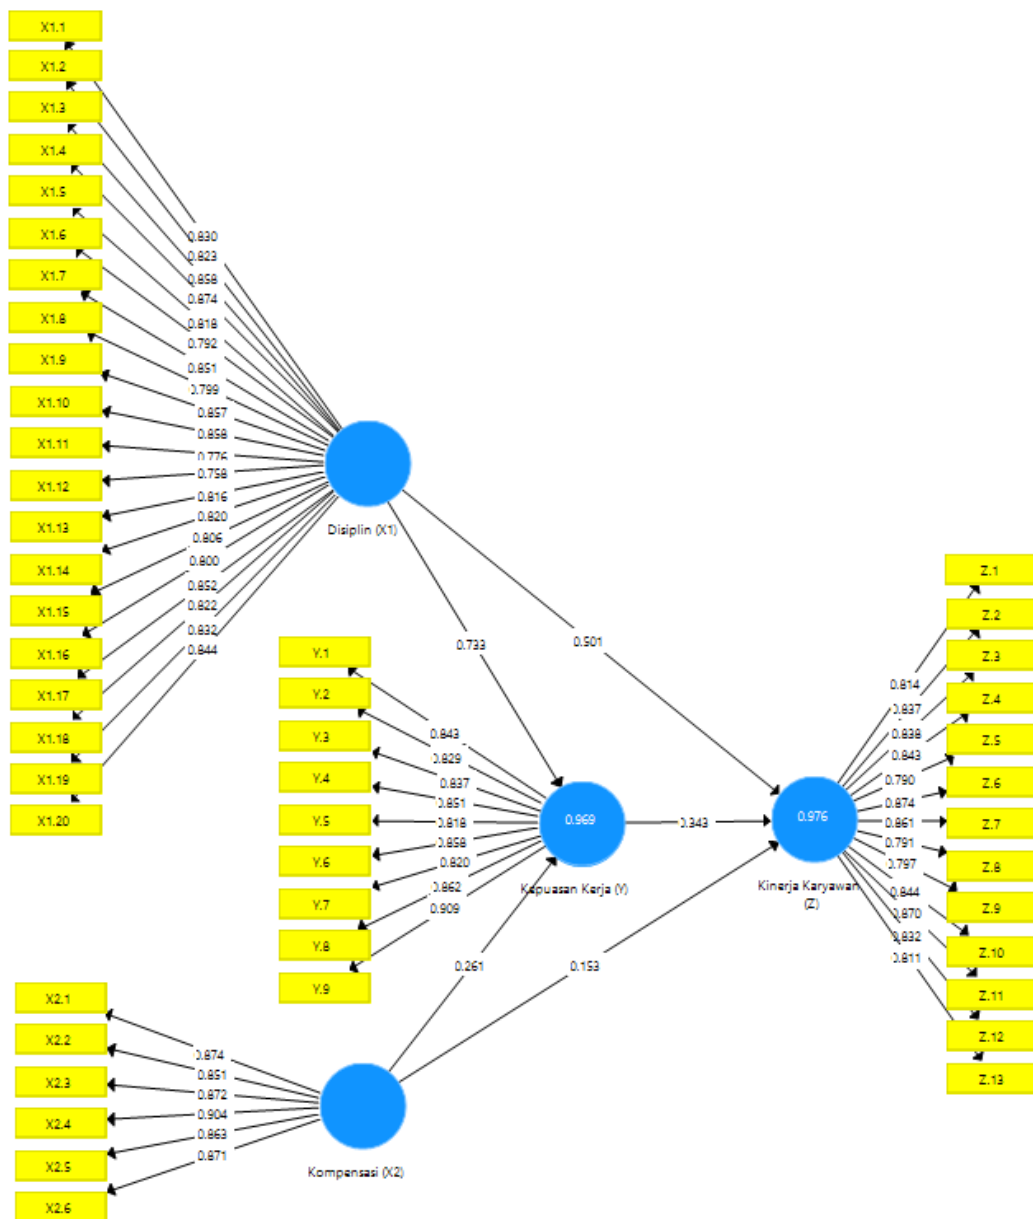 X1.1
X1.2
X1.3
X1.4
X1.5
X1.6
X1.7
X1.8
X1.9
X1.10
X1.11
X1.12
X1.13
X1.14
X1.15
X1.16
X1.17
X1.18
X1.19
X1.20
0.830
0.823
0.858
0.874
0.818
0.792
0.851
0.799
0.857
0.858
0.776
0.758
0.816
0.820
0.806
0.800
0.852
0.822
0.832
0.844
Disiplin (X1)
0.733
0.501
Y.1
Y.2
Y.3
Y.4
Y.5
Y.6
Y.7
Y.8
Y.9
0.843
0.829
0.837
0.851
0.818
0.858
0.820
0.862
0.909
0.969
Kepuasan Kerja (Y)
0.343
0.976
Kinerja Karyawan
(Z)
0.814
0.837
0.838
0.843
0.790
0.874
0.861
0.791
0.797
0.844
0.870
0.832
0.811
Z.1
Z.2
Z.3
Z.4
Z.5
Z.6
Z.7
Z.8
Z.9
Z.10
Z.11
Z.12
Z.13
0.261
0.153
X2.1
X2.2
X2.3
X2.4
X2.5
X2.6
0.874
0.851
0.872
0.904
0.863
0.871
Kompensasi (X2)